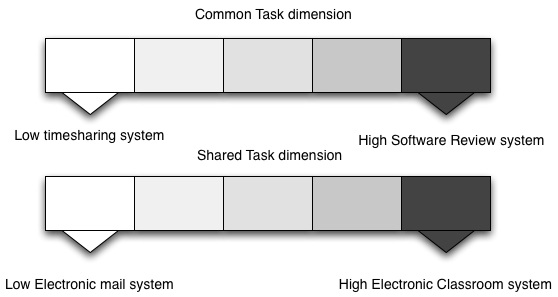 Common Task dimension
Low timesharing system
High Software Review system
Shared Task dimension
Low Electronic mail system
High Electronic Classroom system